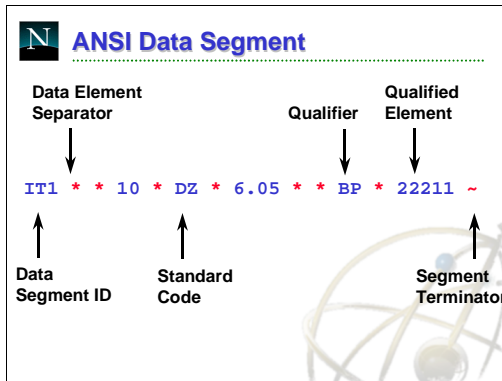 N
ANSI Data Segment
Data Element
Separator
Qualifier
Qualified
Element
IT1 * * 10 * DZ * 6.05 * * BP * 22211 ~
Data
Segment ID
Standard
Code
Segment
Terminator